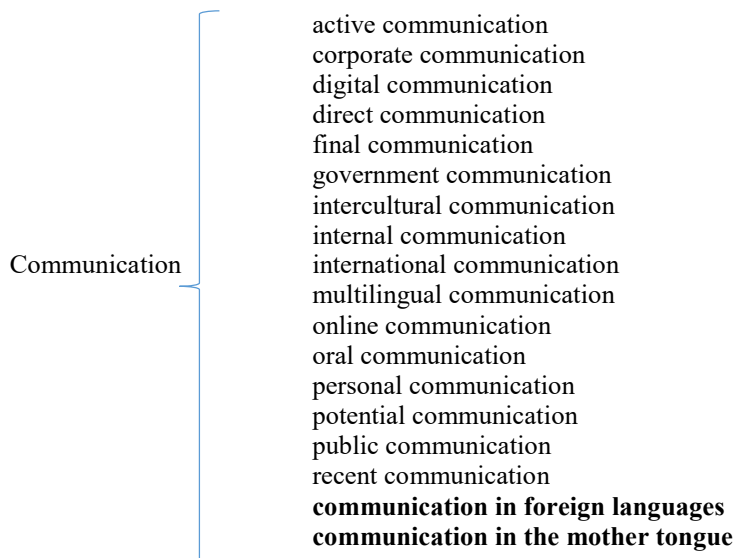 active communication
corporate communication
digital communication
direct communication
final communication
government communication
intercultural communication
internal communication
Communication
international communication
multilingual communication
online communication
oral communication
personal communication
potential communication
public communication
recent communication
communication in foreign languages
communication in the mother tongue